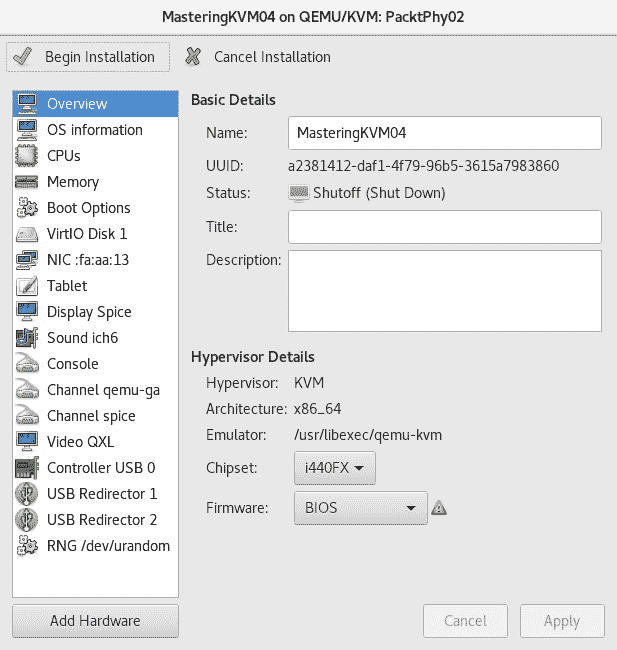 MasteringKVM04 on QEMU/KVM: PacktPhy02
Begin Installation
Cancel Installation
Overview
OS information
CPUs
Memory
Boot Options
VirtIO Disk 1
NIC :fa:aa:13
Tablet
Display Spice
Sound ich6
Console
Channel qemu-ga
Channel spice
Video QXL
Controller USB 0
USB Redirector 1
USB Redirector 2
RNG /dev/urandom
Add Hardware
Basic Details
Name: MasteringKVM04
UUID: a2381412-daf1-4f79-96b5-3615a7983860
Status: Shutoff (Shut Down)
Title:
Description:
Hypervisor Details
Hypervisor: KVM
Architecture: x86_64
Emulator: /usr/libexec/qemu-kvm
Chipset: i440FX
Firmware: BIOS
Cancel
Apply